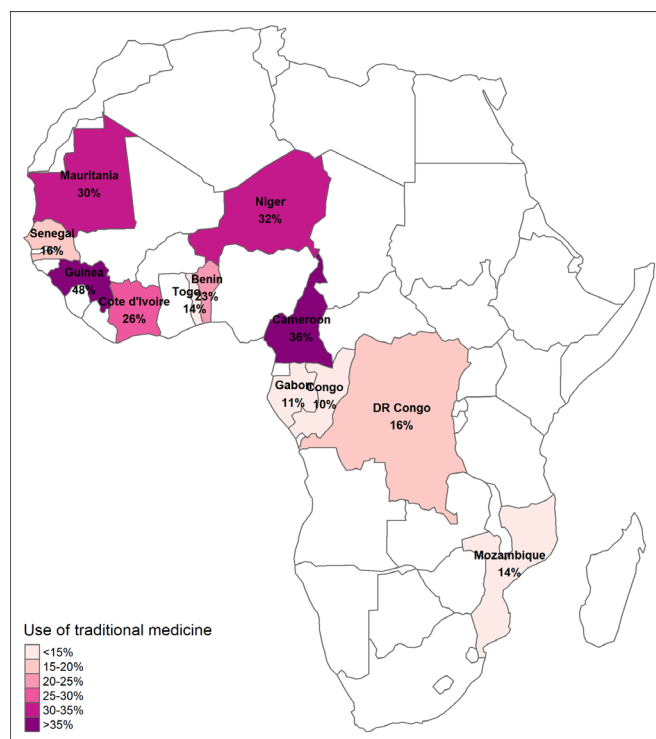 Mauritania
30%
Niger
32%
Senegal
16%
Guinea
48%
Cote d'Ivoire
26%
Togo
14%
Benin
23%
Cameroon
36%
Gabon
11%
Congo
10%
DR Congo
16%
Mozambique
14%
Use of traditional medicine
<15%
15-20%
20-25%
25-30%
30-35%
>35%